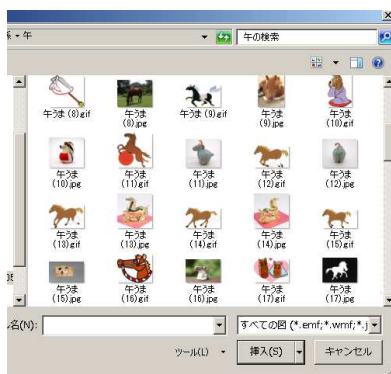 係 ・ 午
午の検索
午うま (8).gif
午うま (8).jpg
午うま (9).gif
午うま (9).jpg
午うま (10).gif
午うま (10).jpg
午うま (11).gif
午うま (11).jpg
午うま (12).gif
午うま (12).jpg
午うま (13).gif
午うま (13).jpg
午うま (14).gif
午うま (14).jpg
午うま (15).gif
午うま (15).jpg
午うま (16).gif
午うま (16).jpg
午うま (17).gif
午うま (17).jpg
ル名(N):
すべての図 (*.emf;*.wmf;*.j
ツール(L)
挿入(S)
キャンセル